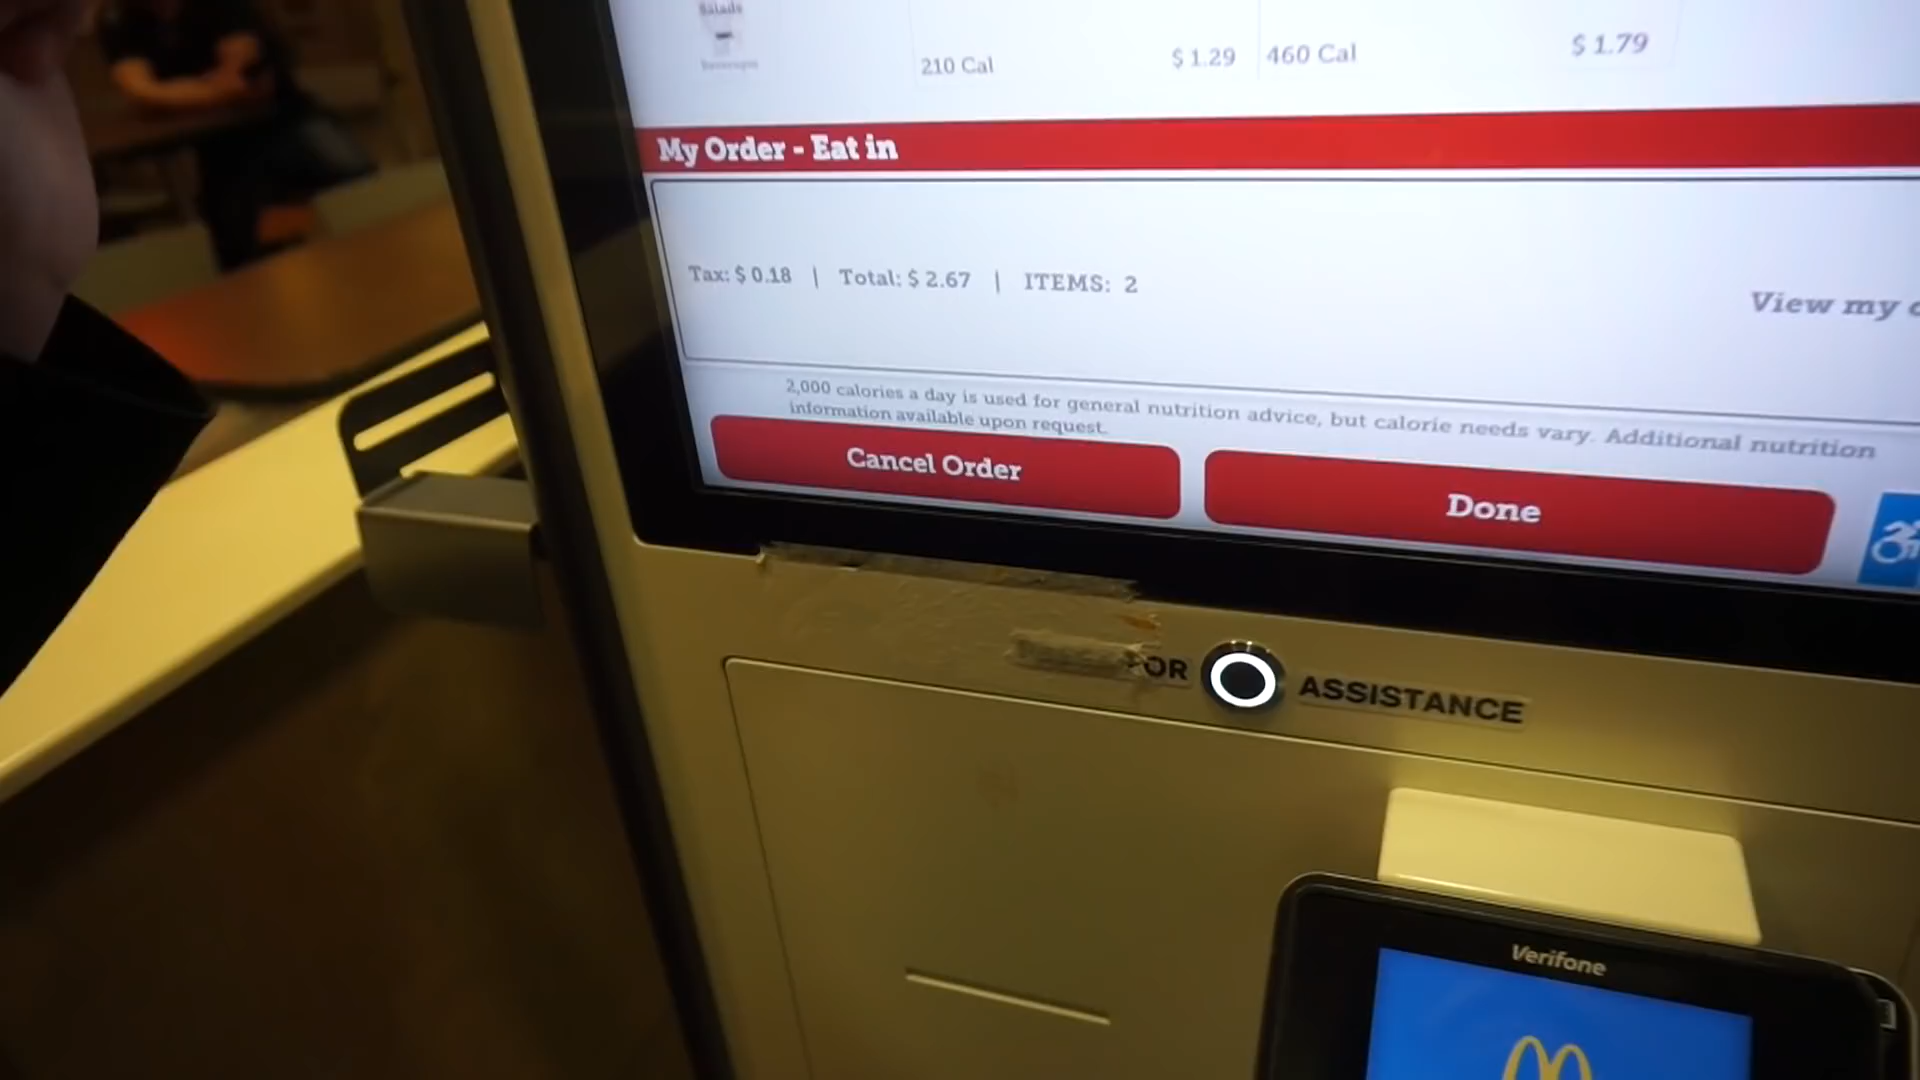 Salads
Beverages
210 Cal $ 1.29 460 Cal $ 1.79
My Order - Eat in
Tax: $ 0.18 | Total: $ 2.67 | ITEMS: 2
View my
2,000 calories a day is used for general nutrition advice, but calorie needs vary. Additional nutrition
information available upon request.
Cancel Order
Done
FOR ASSISTANCE
Verifone